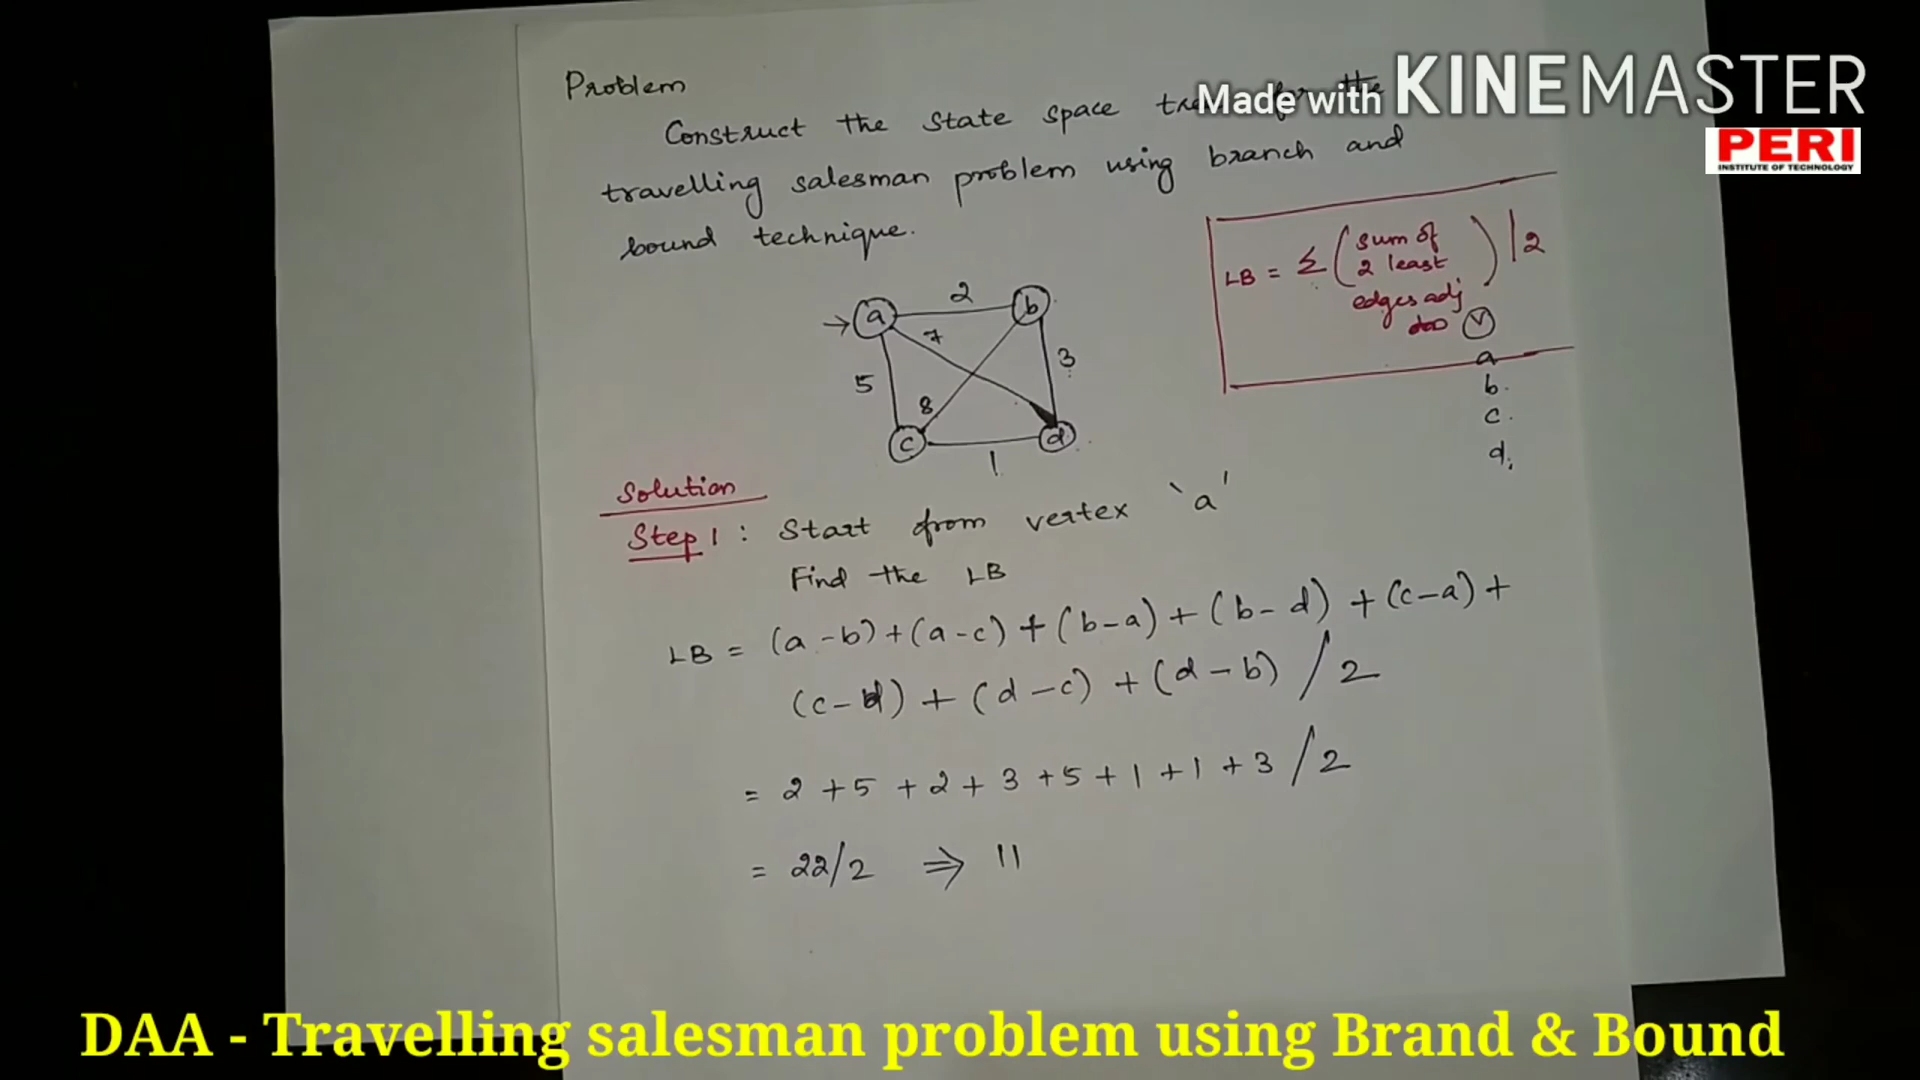 Problem
Made with KINEMASTER
Construct the state space tree for the
PERI
INSTITUTE OF TECHNOLOGY
travelling salesman problem using branch and
bound technique.
LB = Σ ( sum of 2 least edges adj to V ) / 2
a
b.
c.
d.
a 2 b
7
5 3
8
c d
1
Solution
Step 1 : Start from vertex 'a'
Find the LB
LB = (a-b)+(a-c)+(b-a)+(b-d)+(c-a)+
(c-d)+(d-c)+(d-b) / 2
= 2+5+2+3+5+1+1+3 / 2
= 22/2 ⇒ 11
DAA - Travelling salesman problem using Brand & Bound